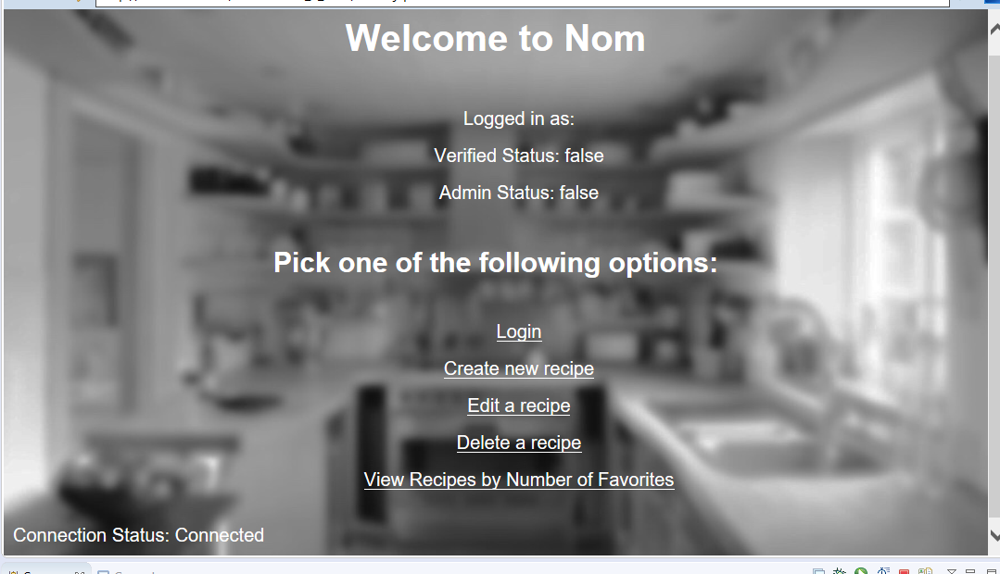 Welcome to Nom
Logged in as:
Verified Status: false
Admin Status: false
Pick one of the following options:
Login
Create new recipe
Edit a recipe
Delete a recipe
View Recipes by Number of Favorites
Connection Status: Connected